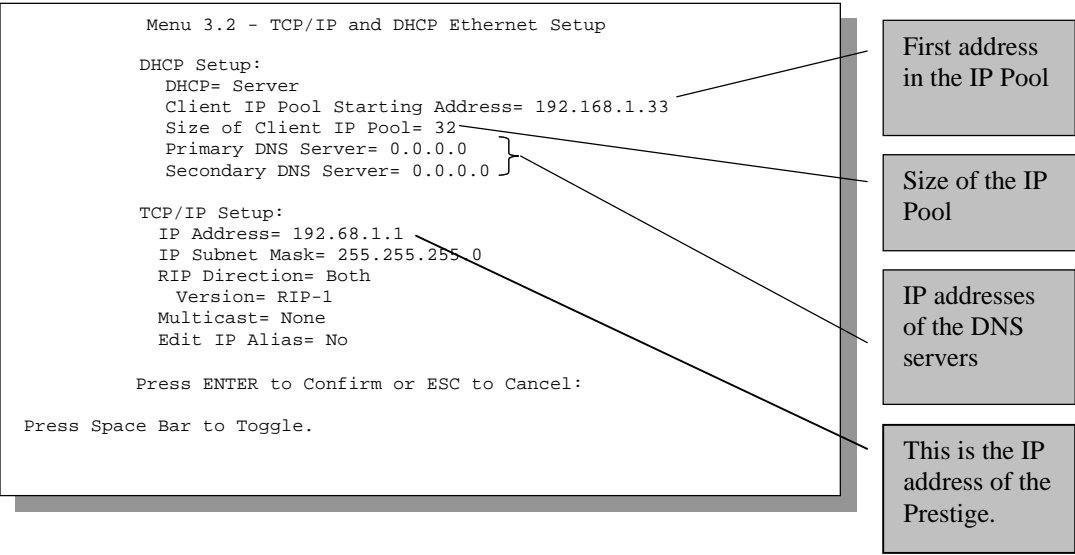 Menu 3.2 - TCP/IP and DHCP Ethernet Setup
DHCP Setup:
DHCP= Server
Client IP Pool Starting Address= 192.168.1.33
Size of Client IP Pool= 32
Primary DNS Server= 0.0.0.0
Secondary DNS Server= 0.0.0.0
TCP/IP Setup:
IP Address= 192.68.1.1
IP Subnet Mask= 255.255.255.0
RIP Direction= Both
Version= RIP-1
Multicast= None
Edit IP Alias= No
Press ENTER to Confirm or ESC to Cancel:
Press Space Bar to Toggle.
First address
in the IP Pool
Size of the IP
Pool
IP addresses
of the DNS
servers
This is the IP
address of the
Prestige.